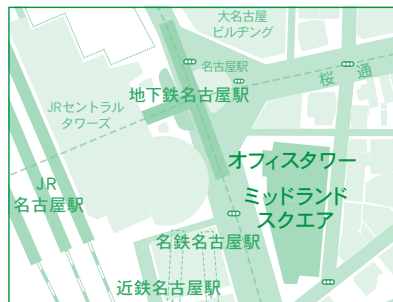 大名古屋
ビルヂング
名古屋駅
桜通
地下鉄名古屋駅
JRセントラル
タワーズ
オフィスタワー
ミッドランド
スクエア
JR
名古屋駅
名鉄名古屋駅
近鉄名古屋駅